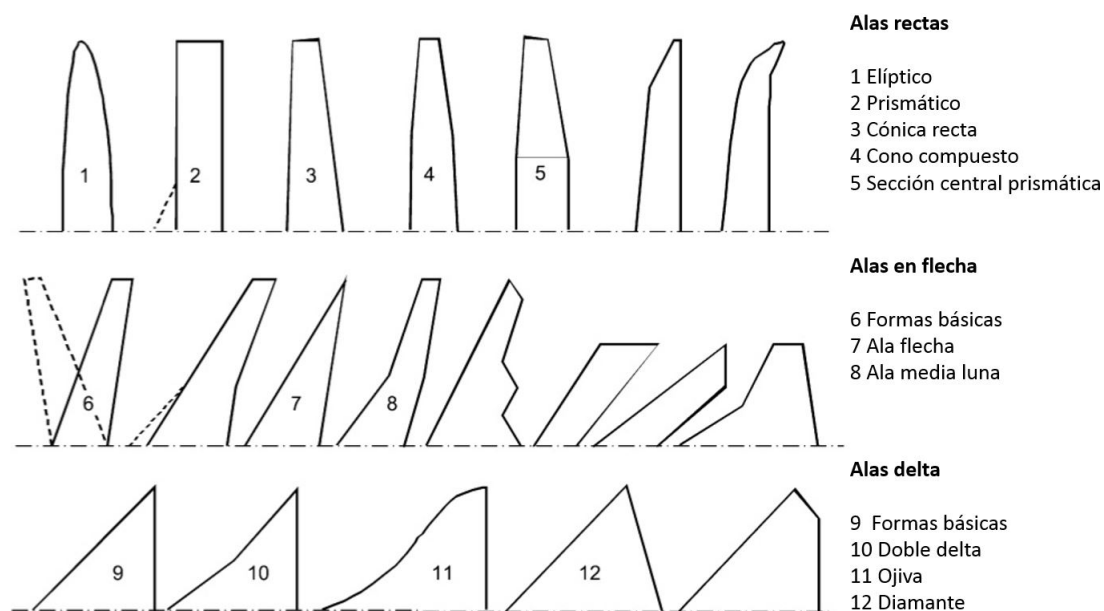 Alas rectas
1 Elíptico
2 Prismático
3 Cónica recta
4 Cono compuesto
5 Sección central prismática
1
2
3
4
5
Alas en flecha
6 Formas básicas
7 Ala flecha
8 Ala media luna
6
7
8
Alas delta
9 Formas básicas
10 Doble delta
11 Ojiva
12 Diamante
9
10
11
12